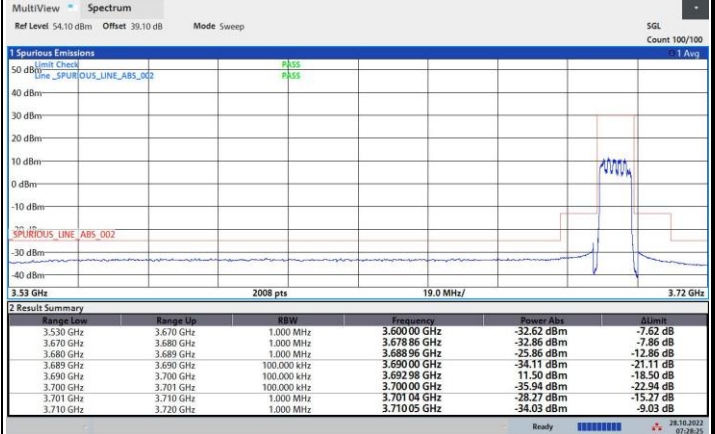 MultiView Spectrum
Ref Level 54.10 dBm Offset 39.10 dB Mode Sweep SGL
Count 100/100
1 Spurious Emissions 1 Avg
Limit Check PASS
50 dBm
Line _SPURIOUS_LINE_ABS_002 PASS
40 dBm
30 dBm
20 dBm
10 dBm
0 dBm
-10 dBm
_SPURIOUS_LINE_ABS_002
-30 dBm
-40 dBm
3.53 GHz 2008 pts 19.0 MHz/ 3.72 GHz
2 Result Summary
Range Low Range Up RBW Frequency Power Abs ΔLimit
3.530 GHz 3.670 GHz 1.000 MHz 3.600 00 GHz -32.62 dBm -7.62 dB
3.670 GHz 3.680 GHz 1.000 MHz 3.678 86 GHz -32.86 dBm -7.86 dB
3.680 GHz 3.689 GHz 1.000 MHz 3.688 96 GHz -25.86 dBm -12.86 dB
3.689 GHz 3.690 GHz 100.000 kHz 3.690 00 GHz -34.11 dBm -21.11 dB
3.690 GHz 3.700 GHz 100.000 kHz 3.692 98 GHz 11.50 dBm -18.50 dB
3.700 GHz 3.701 GHz 100.000 kHz 3.700 00 GHz -35.94 dBm -22.94 dB
3.701 GHz 3.710 GHz 1.000 MHz 3.701 04 GHz -28.27 dBm -15.27 dB
3.710 GHz 3.720 GHz 1.000 MHz 3.710 05 GHz -34.03 dBm -9.03 dB
Ready 28.10.2022
07:28:25